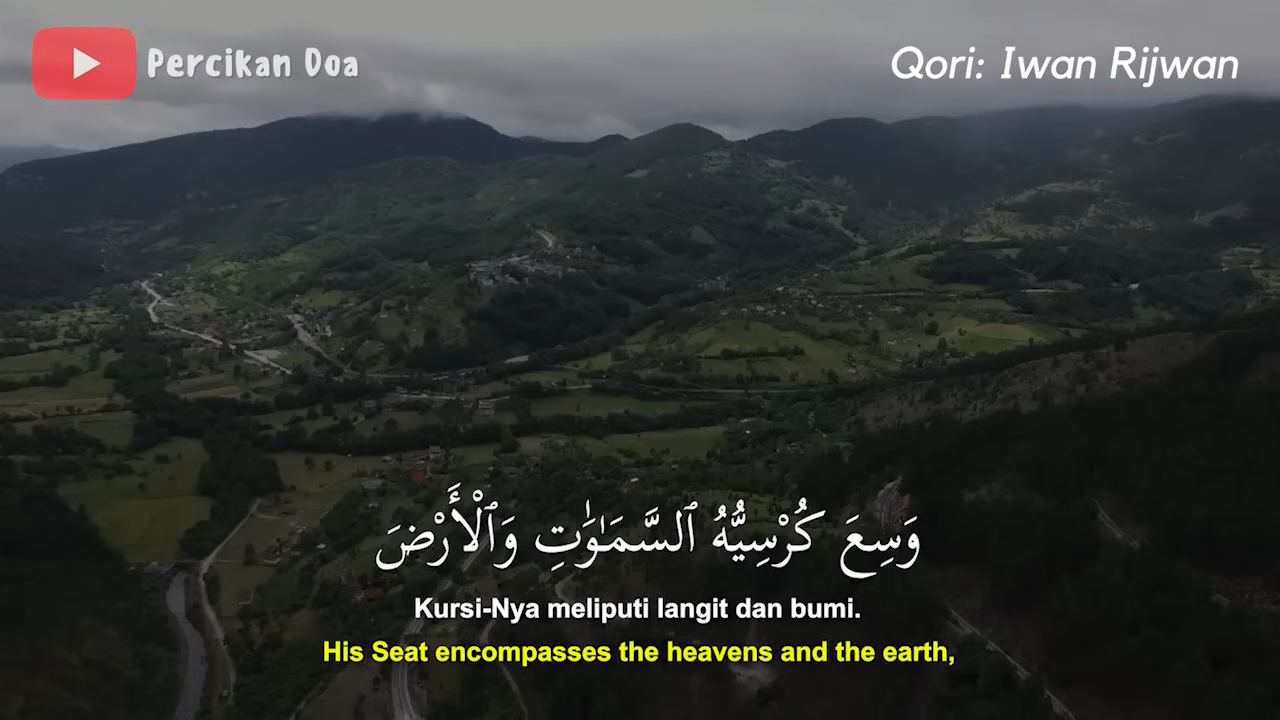 Percikan Doa
Qori: Iwan Rijwan
وَسِعَ كُرْسِيُّهُ ٱلسَّمَـٰوَٰتِ وَٱلْأَرْضَ
Kursi-Nya meliputi langit dan bumi.
His Seat encompasses the heavens and the earth,